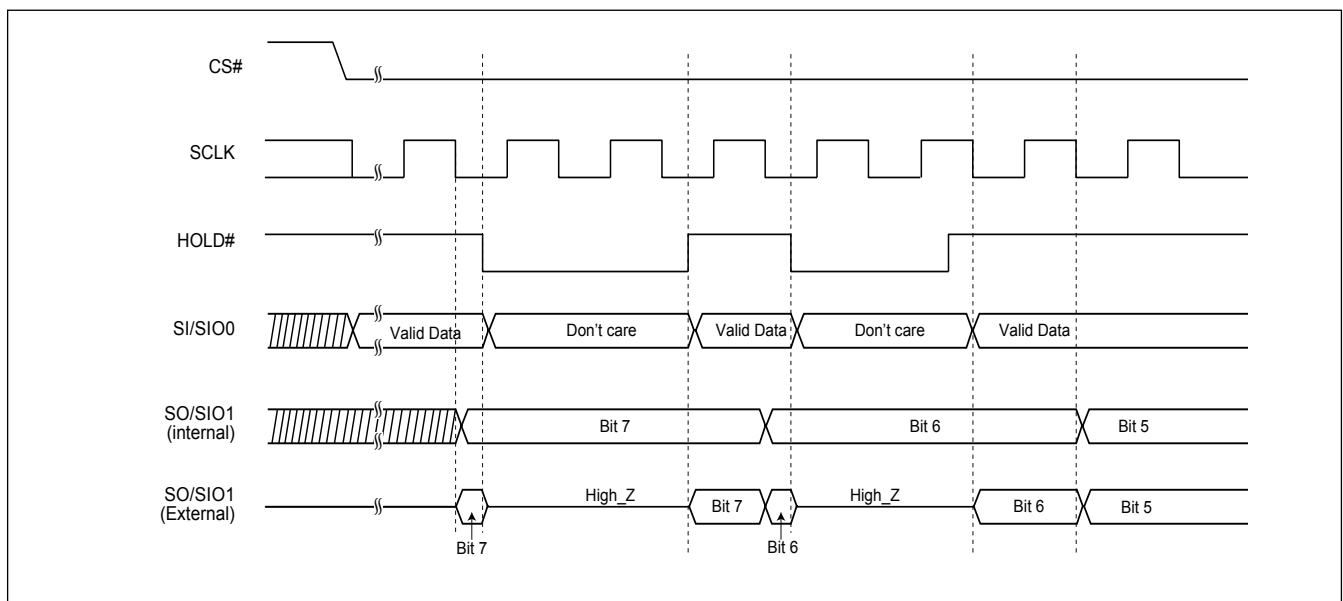 CS#
SCLK
HOLD#
SI/SIO0
Valid Data
Don't care
Valid Data
Don't care
Valid Data
SO/SIO1
(internal)
Bit 7
Bit 6
Bit 5
SO/SIO1
(External)
High_Z
Bit 7
High_Z
Bit 6
Bit 5
Bit 7
Bit 6